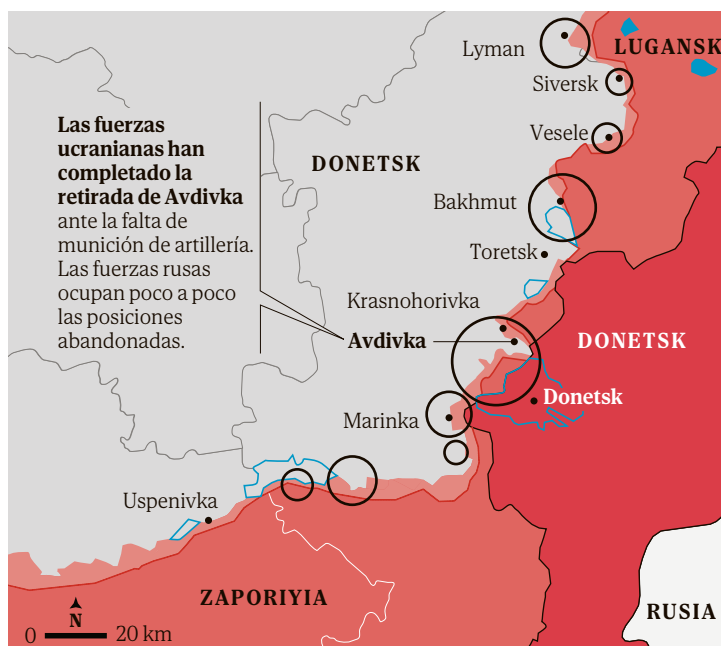 Lyman
LUGANSK
Siversk
Las fuerzas
ucranianas han
completado la
retirada de Avdivka
ante la falta de
munición de artillería.
Las fuerzas rusas
ocupan poco a poco
las posiciones
abandonadas.
Vesele
DONETSK
Bakhmut
Toretsk
Krasnohorivka
Avdivka
DONETSK
Donetsk
Marinka
Uspenivka
ZAPORIYIA
RUSIA
N
0 20 km